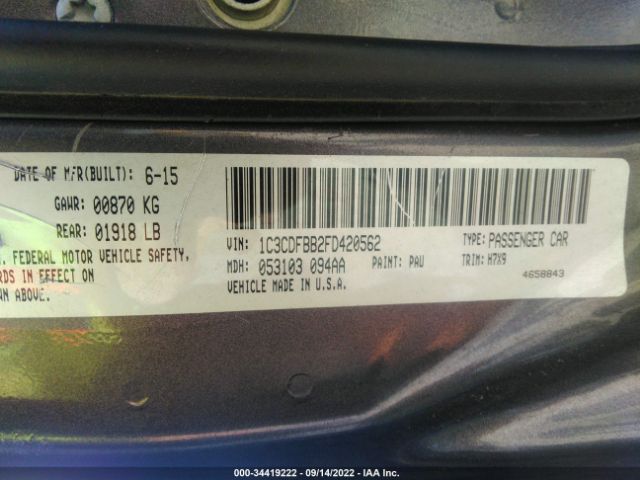 DATE OF MFR(BUILT): 6-15
GAWR: 00870 KG
REAR: 01918 LB
FEDERAL MOTOR VEHICLE SAFETY,
RDS IN EFFECT ON
WN ABOVE.
VIN: 1C3CDFBB2FD420562 TYPE: PASSENGER CAR
MDH: 053103 094AA PAINT: PAU TRIM: H7X9
VEHICLE MADE IN U.S.A. 4658843
000-34419222 - 09/14/2022 - IAA Inc.